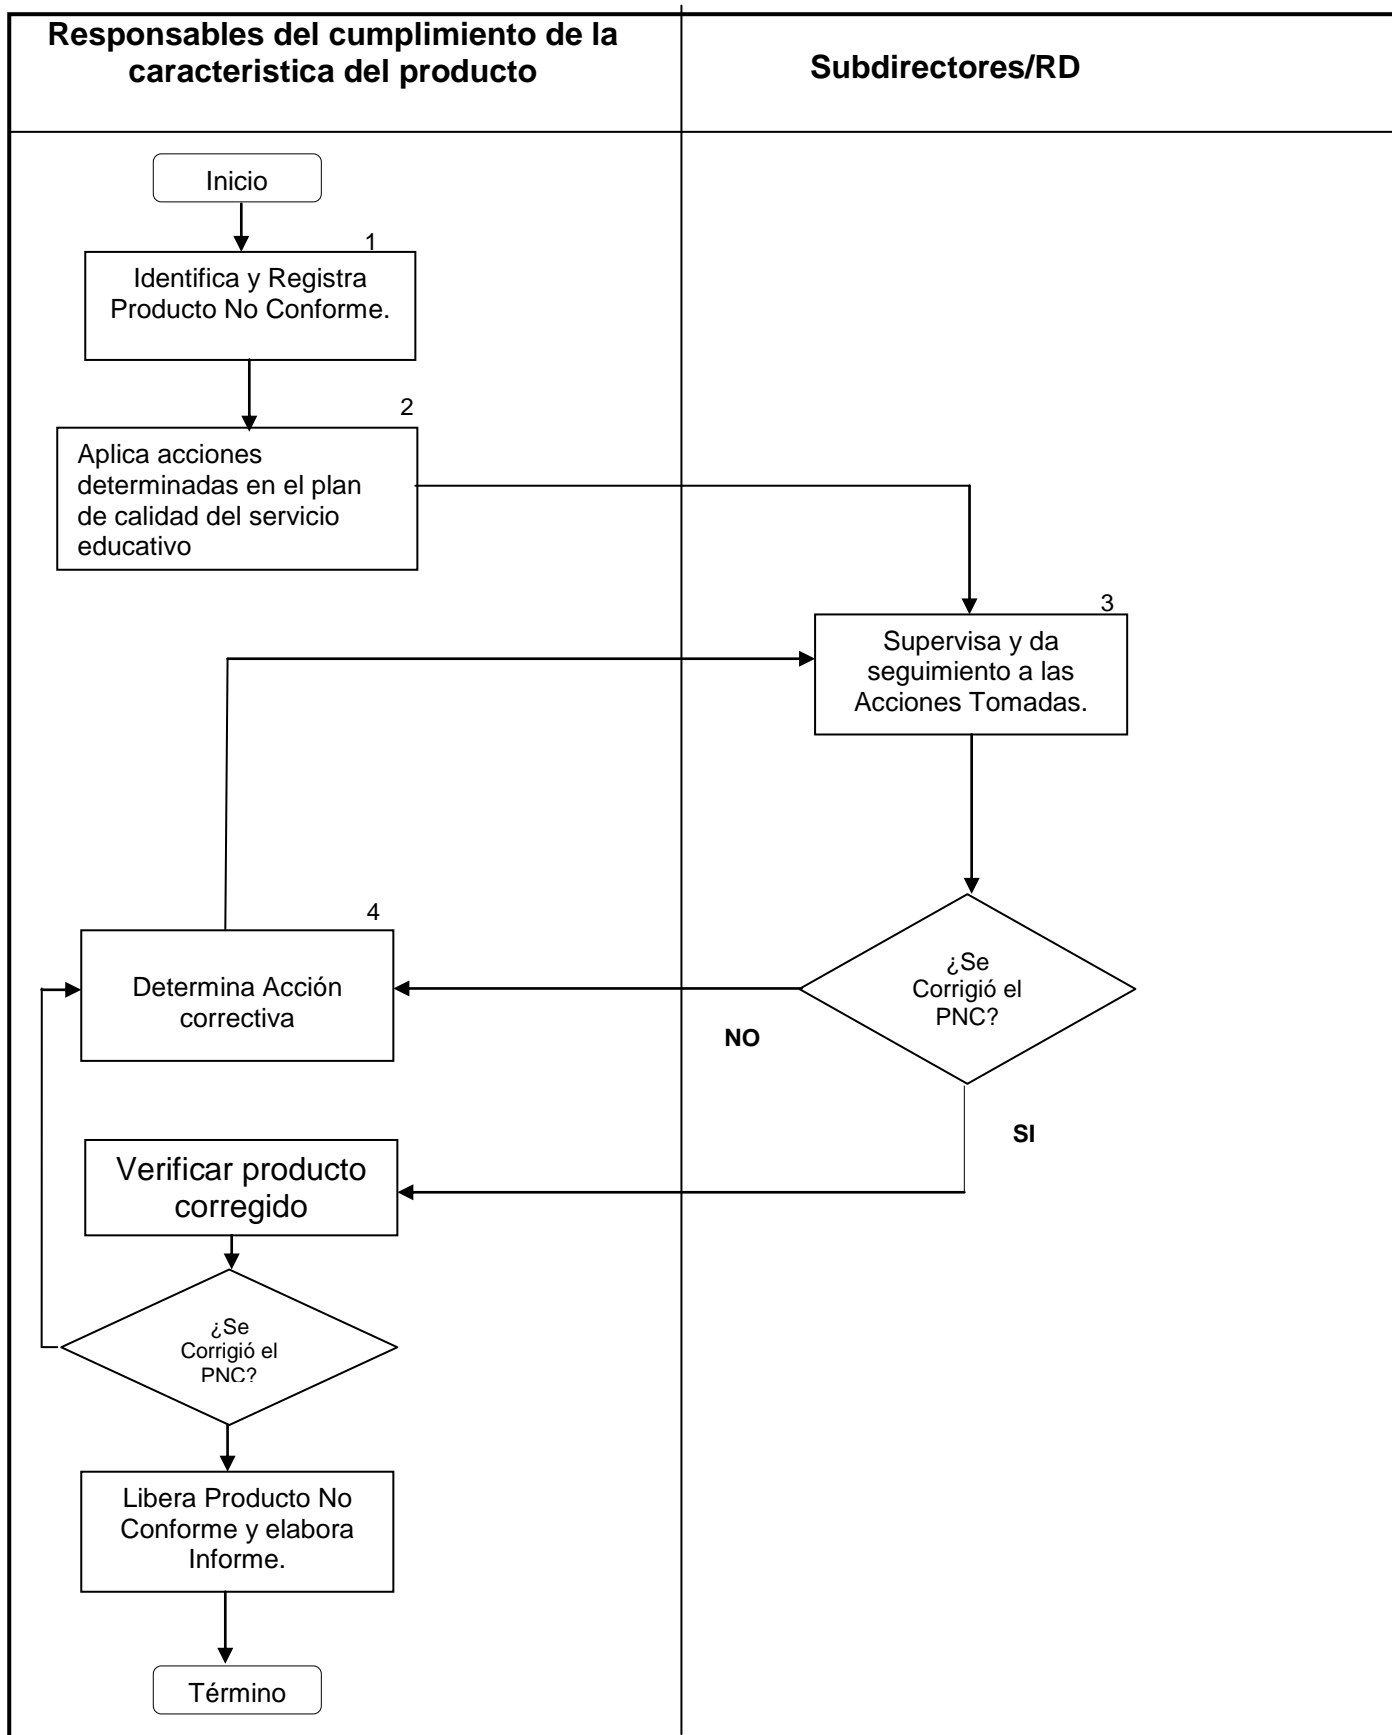 Responsables del cumplimiento de la
caracteristica del producto
Subdirectores/RD
Inicio
1
Identifica y Registra
Producto No Conforme.
2
Aplica acciones
determinadas en el plan
de calidad del servicio
educativo
3
Supervisa y da
seguimiento a las
Acciones Tomadas.
4
Determina Acción
correctiva
¿Se
Corrigió el
PNC?
NO
SI
Verificar producto
corregido
¿Se
Corrigió el
PNC?
Libera Producto No
Conforme y elabora
Informe.
Término